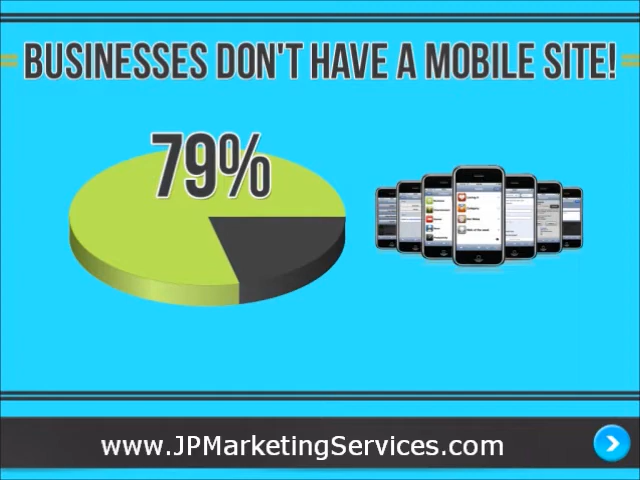 BUSINESSES DON'T HAVE A MOBILE SITE!
79%
www.JPMarketingServices.com